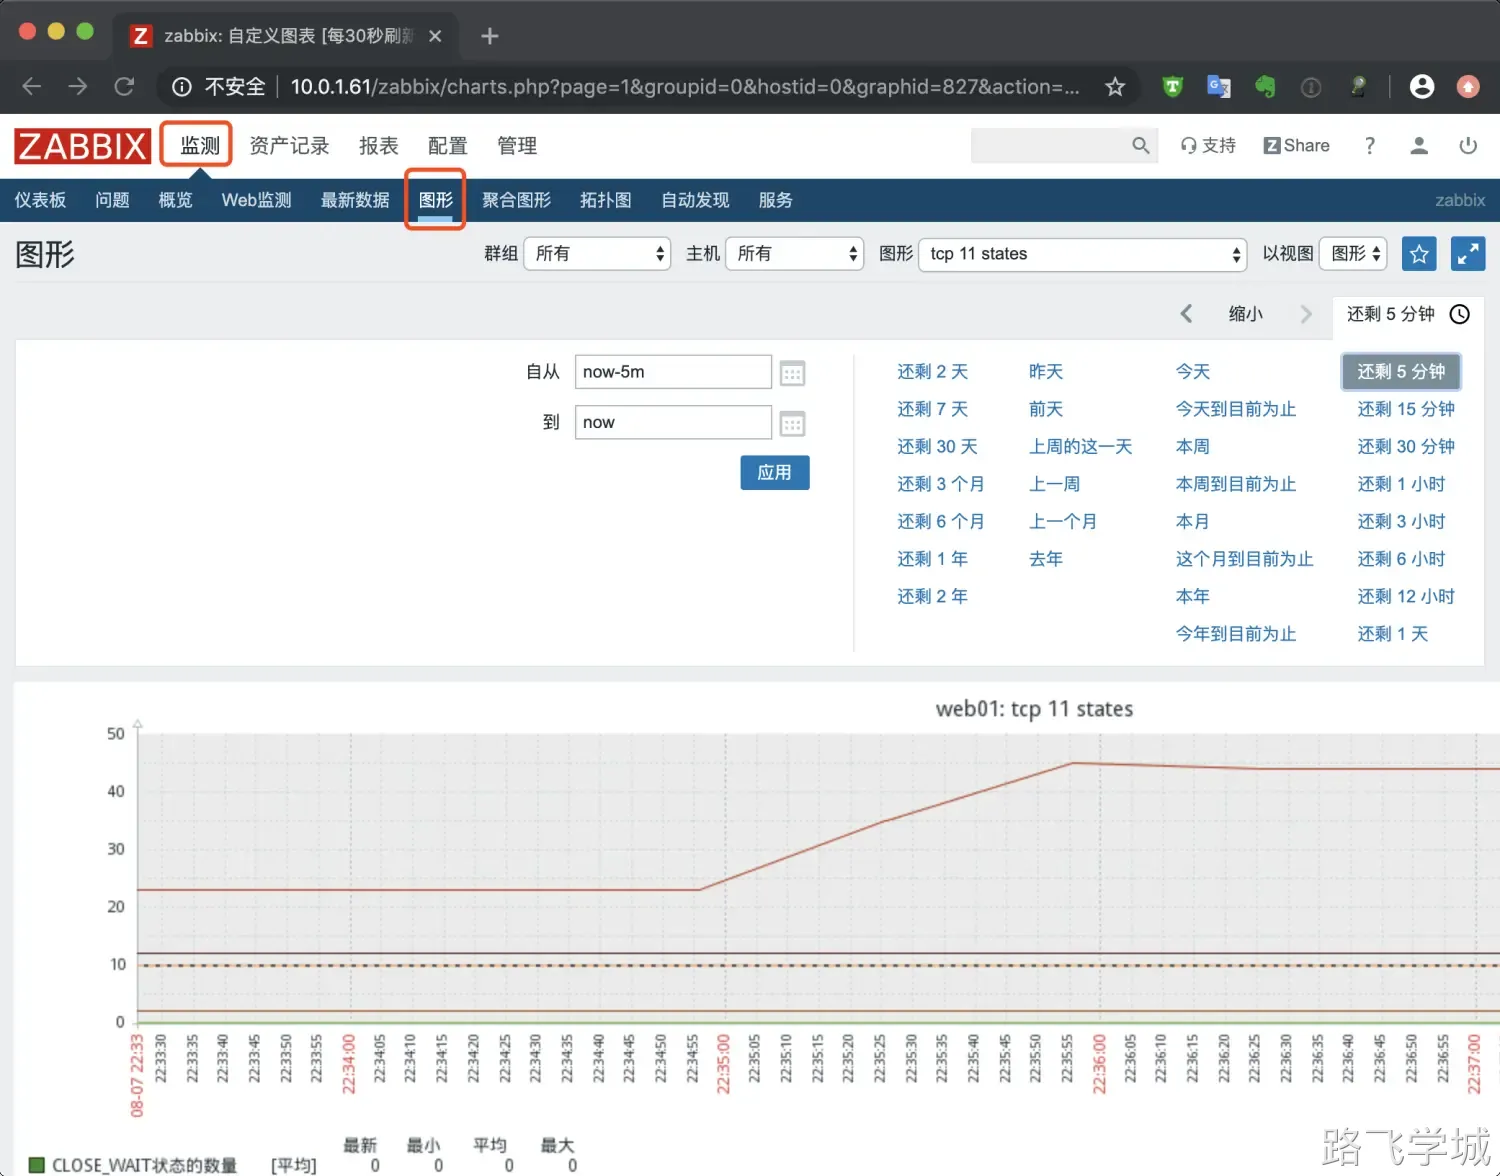 zabbix: 自定义图表 [每30秒刷新
不安全 10.0.1.61/zabbix/charts.php?page=1&groupid=0&hostid=0&graphid=827&action=...
ZABBIX 监测 资产记录 报表 配置 管理 支持 Z Share ?
仪表板 问题 概览 Web监测 最新数据 图形 聚合图形 拓扑图 自动发现 服务 zabbix
图形 群组 所有 主机 所有 图形 tcp 11 states 以视图 图形
缩小 还剩 5 分钟
自从 now-5m
到 now
应用
还剩 2 天 昨天 今天 还剩 5 分钟
还剩 7 天 前天 今天到目前为止 还剩 15 分钟
还剩 30 天 上周的这一天 本周 还剩 30 分钟
还剩 3 个月 上一周 本周到目前为止 还剩 1 小时
还剩 6 个月 上一个月 本月 还剩 3 小时
还剩 1 年 去年 这个月到目前为止 还剩 6 小时
还剩 2 年 本年 还剩 12 小时
今年到目前为止 还剩 1 天
web01: tcp 11 states
50
40
30
20
10
0
08-07 22:33 22:33:30 22:33:35 22:33:40 22:33:45 22:33:50 22:33:55 22:34:00 22:34:05 22:34:10 22:34:15 22:34:20 22:34:25 22:34:30 22:34:35 22:34:40 22:34:45 22:34:50 22:34:55 22:35:00 22:35:05 22:35:10 22:35:15 22:35:20 22:35:25 22:35:30 22:35:35 22:35:40 22:35:45 22:35:50 22:35:55 22:36:00 22:36:05 22:36:10 22:36:15 22:36:20 22:36:25 22:36:30 22:36:35 22:36:40 22:36:45 22:36:50 22:36:55 22:37:00
最新 最小 平均 最大
CLOSE_WAIT状态的数量 [平均] 0 0 0 0
路飞学城